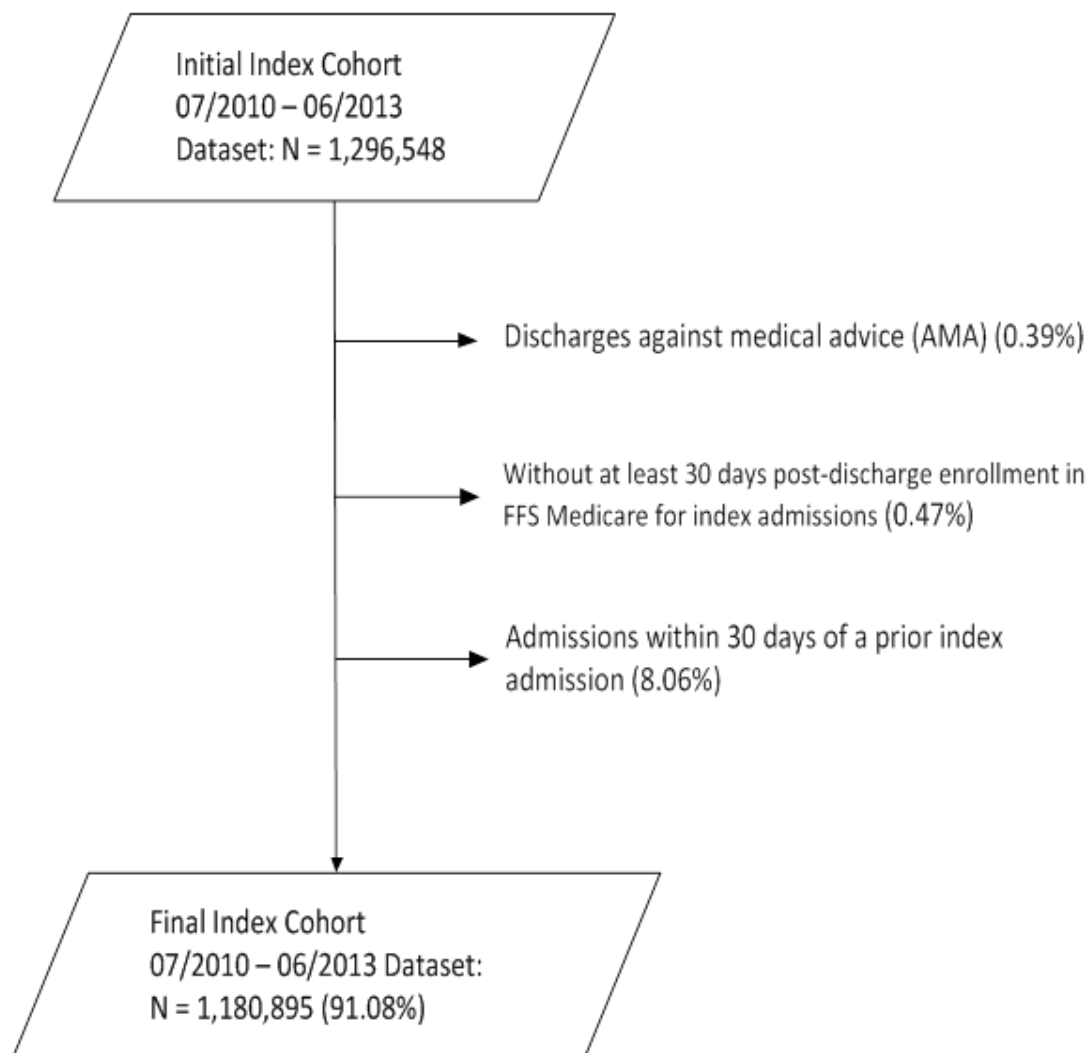 Initial Index Cohort
07/2010 – 06/2013
Dataset: N = 1,296,548
Discharges against medical advice (AMA) (0.39%)
Without at least 30 days post-discharge enrollment in
FFS Medicare for index admissions (0.47%)
Admissions within 30 days of a prior index
admission (8.06%)
Final Index Cohort
07/2010 – 06/2013 Dataset:
N = 1,180,895 (91.08%)